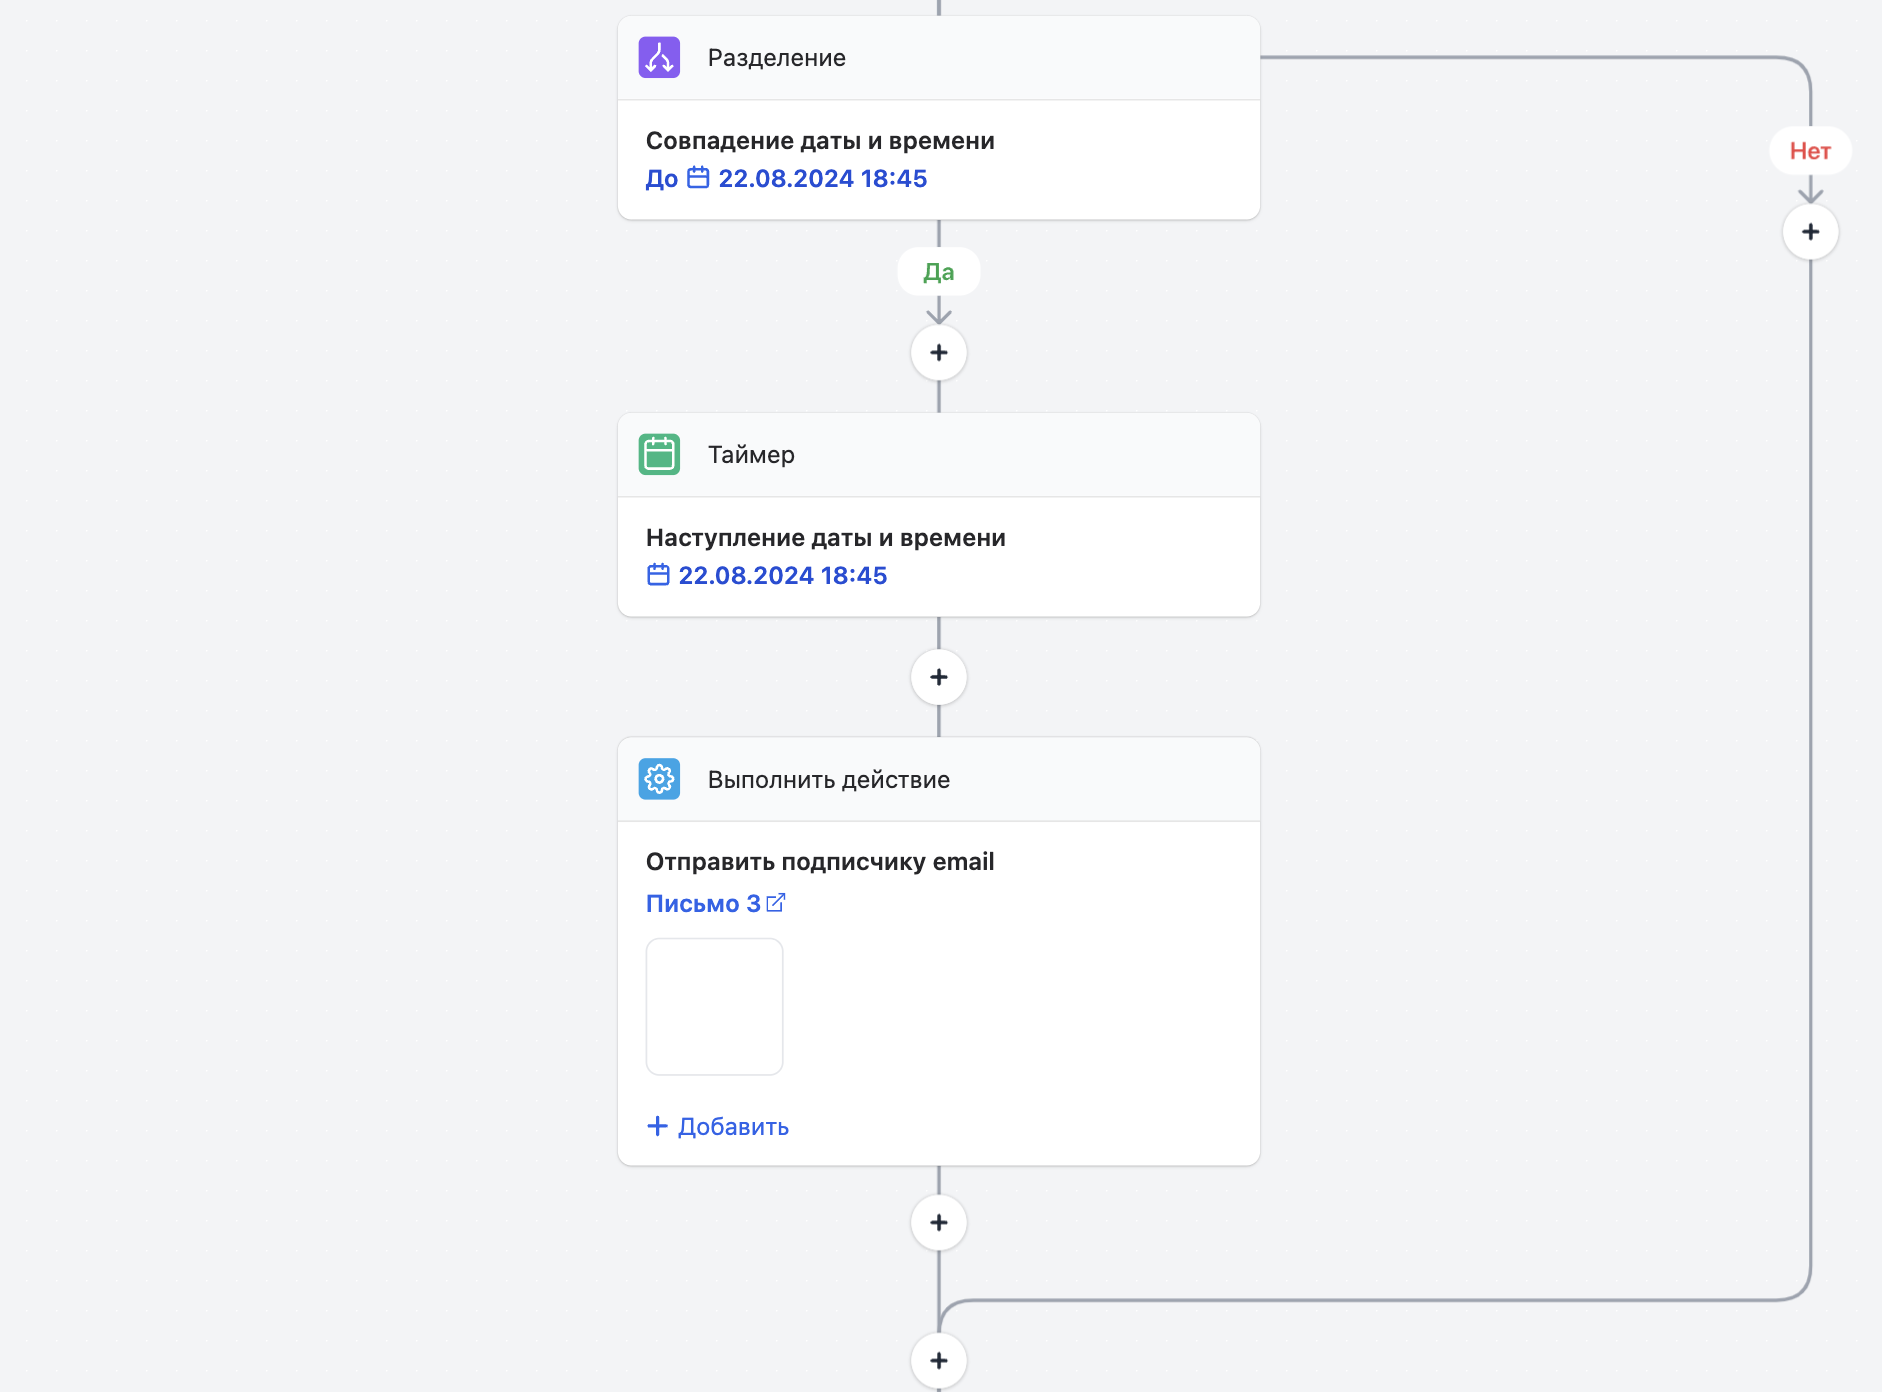 Разделение
Совпадение даты и времени
До 22.08.2024 18:45
Нет
Да
Таймер
Наступление даты и времени
22.08.2024 18:45
Выполнить действие
Отправить подписчику email
Письмо 3
Добавить